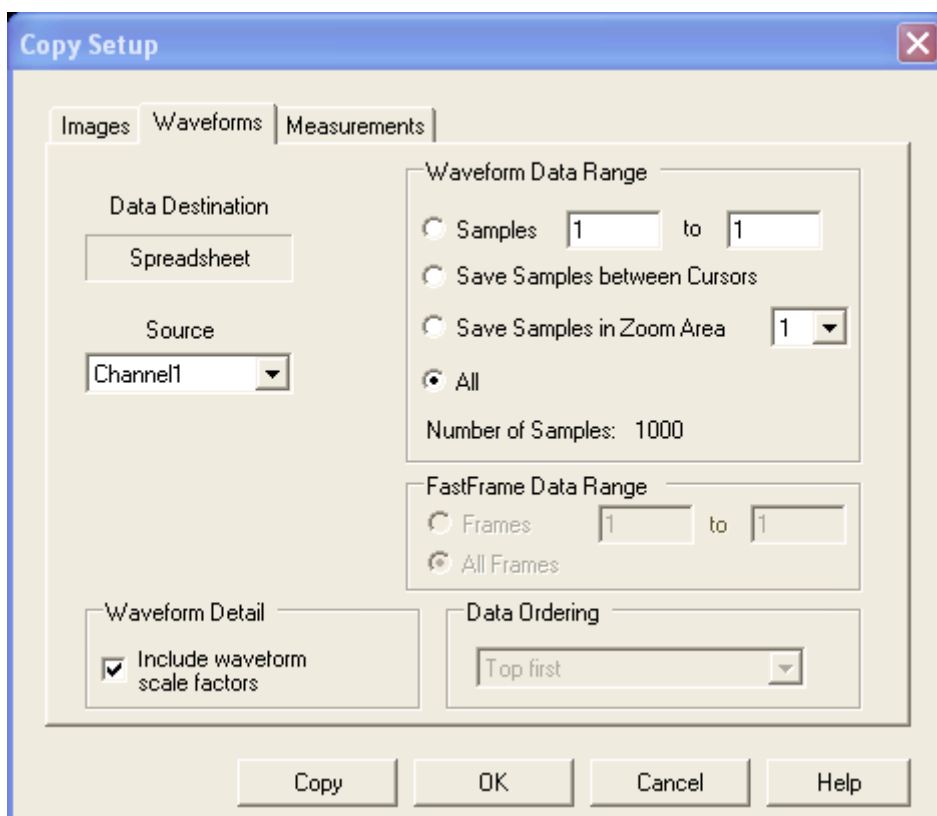 Copy Setup
Images Waveforms Measurements
Data Destination
Spreadsheet
Source
Channel1
Waveform Data Range
Samples 1 to 1
Save Samples between Cursors
Save Samples in Zoom Area 1
All
Number of Samples: 1000
FastFrame Data Range
Frames 1 to 1
All Frames
Waveform Detail
Include waveform
scale factors
Data Ordering
Top first
Copy OK Cancel Help